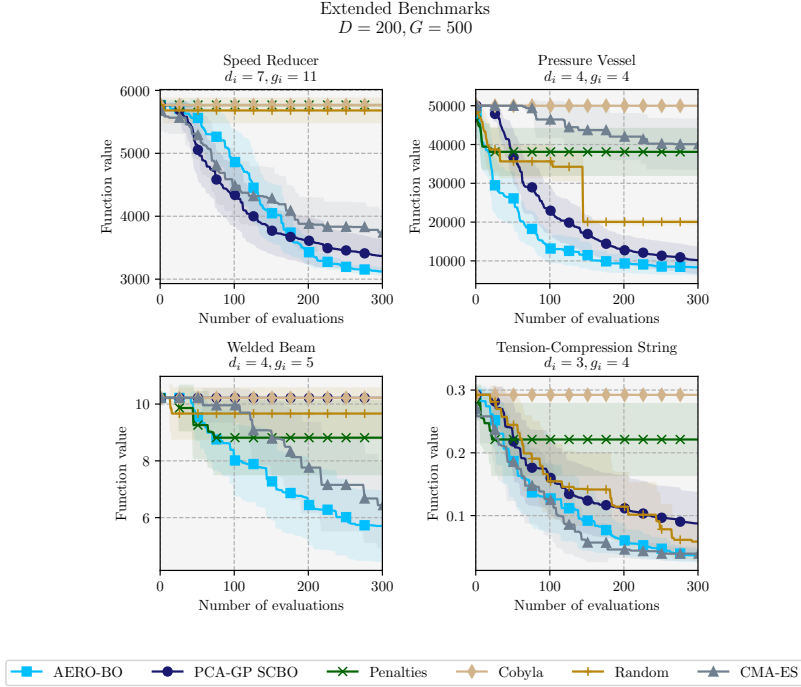 Extended Benchmarks
D = 200, G = 500
Speed Reducer
d_i = 7, g_i = 11
6000
5000
4000
3000
Function value
0
100
200
300
Number of evaluations
Pressure Vessel
d_i = 4, g_i = 4
50000
40000
30000
20000
10000
Function value
0
100
200
300
Number of evaluations
Welded Beam
d_i = 4, g_i = 5
10
8
6
Function value
0
100
200
300
Number of evaluations
Tension-Compression String
d_i = 3, g_i = 4
0.3
0.2
0.1
Function value
0
100
200
300
Number of evaluations
AERO-BO
PCA-GP SCBO
Penalties
Cobyla
Random
CMA-ES